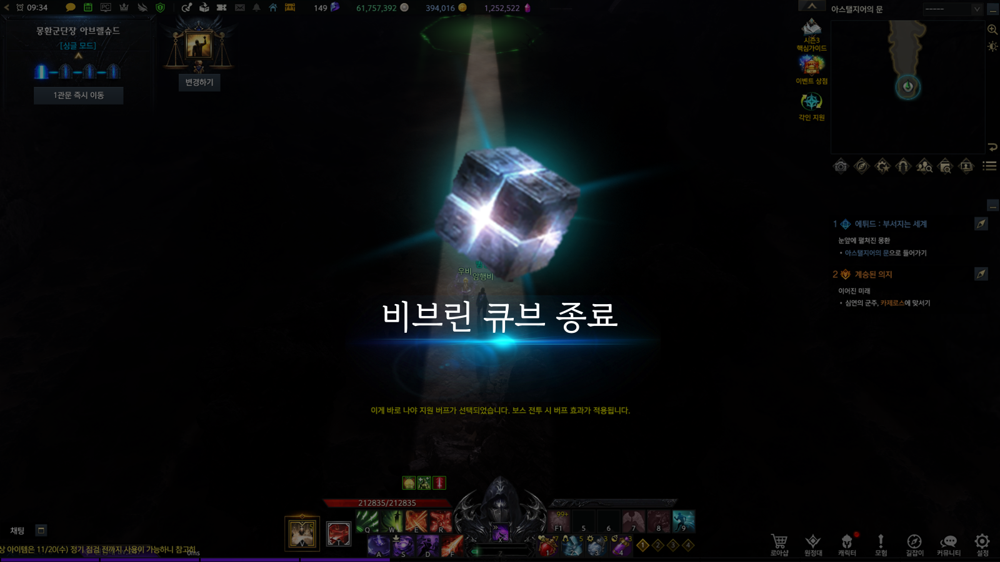 09:34
149
61,757,392
394,016
1,252,522
몽환군단장 아브렐슈드
[싱글 모드]
1관문 즉시 이동
변경하기
아스탤지어의 문
-----
시즌3
핵심가이드
이벤트 상점
각인 지원
1 에튀드 : 부서지는 세계
눈앞에 펼쳐진 몽환
• 아스탤지어의 문으로 들어가기
2 계승된 의지
이어진 미래
• 심연의 군주, 카제로스에 맞서기
우비
암행비
비브린 큐브 종료
이게 바로 나야 지원 버프가 선택되었습니다. 보스 전투 시 버프 효과가 적용됩니다.
212835/212835
Q W E R
A S D F
V T X Z
99+
F1 5 6 7 8 9
7 5 3 3
1 2 3 4
1 2 3 4
채팅
상 아이템은 11/20(수) 정기 점검 전까지 사용이 가능하니 참고하
0ms
로아샵 원정대 캐릭터 모험 길잡이 커뮤니티 설정